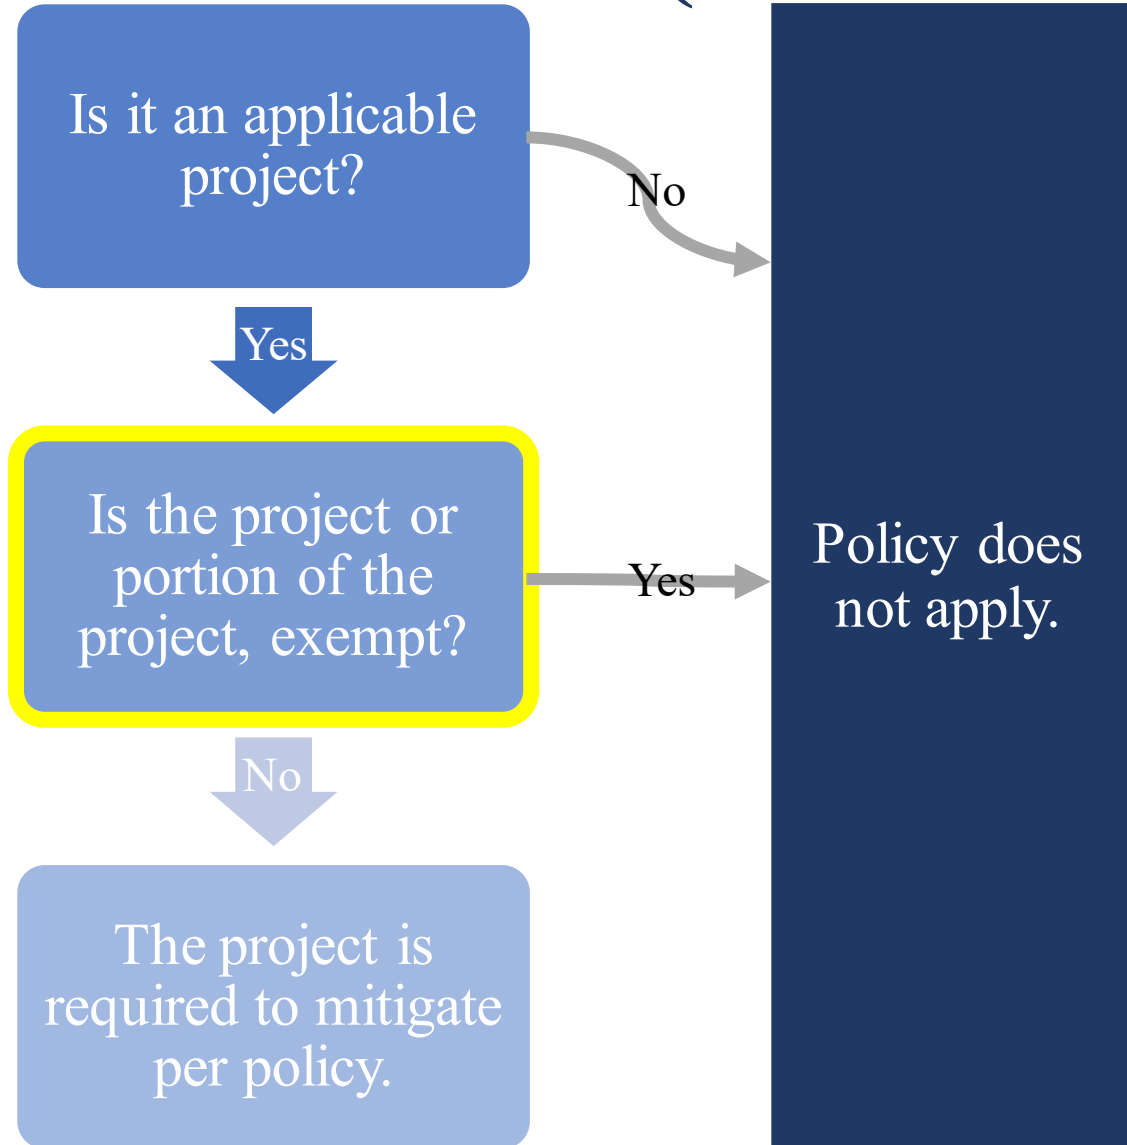 Is it an applicable
project?
No
Yes
Is the project or
portion of the
project, exempt?
Yes
Policy does
not apply.
No
The project is
required to mitigate
per policy.